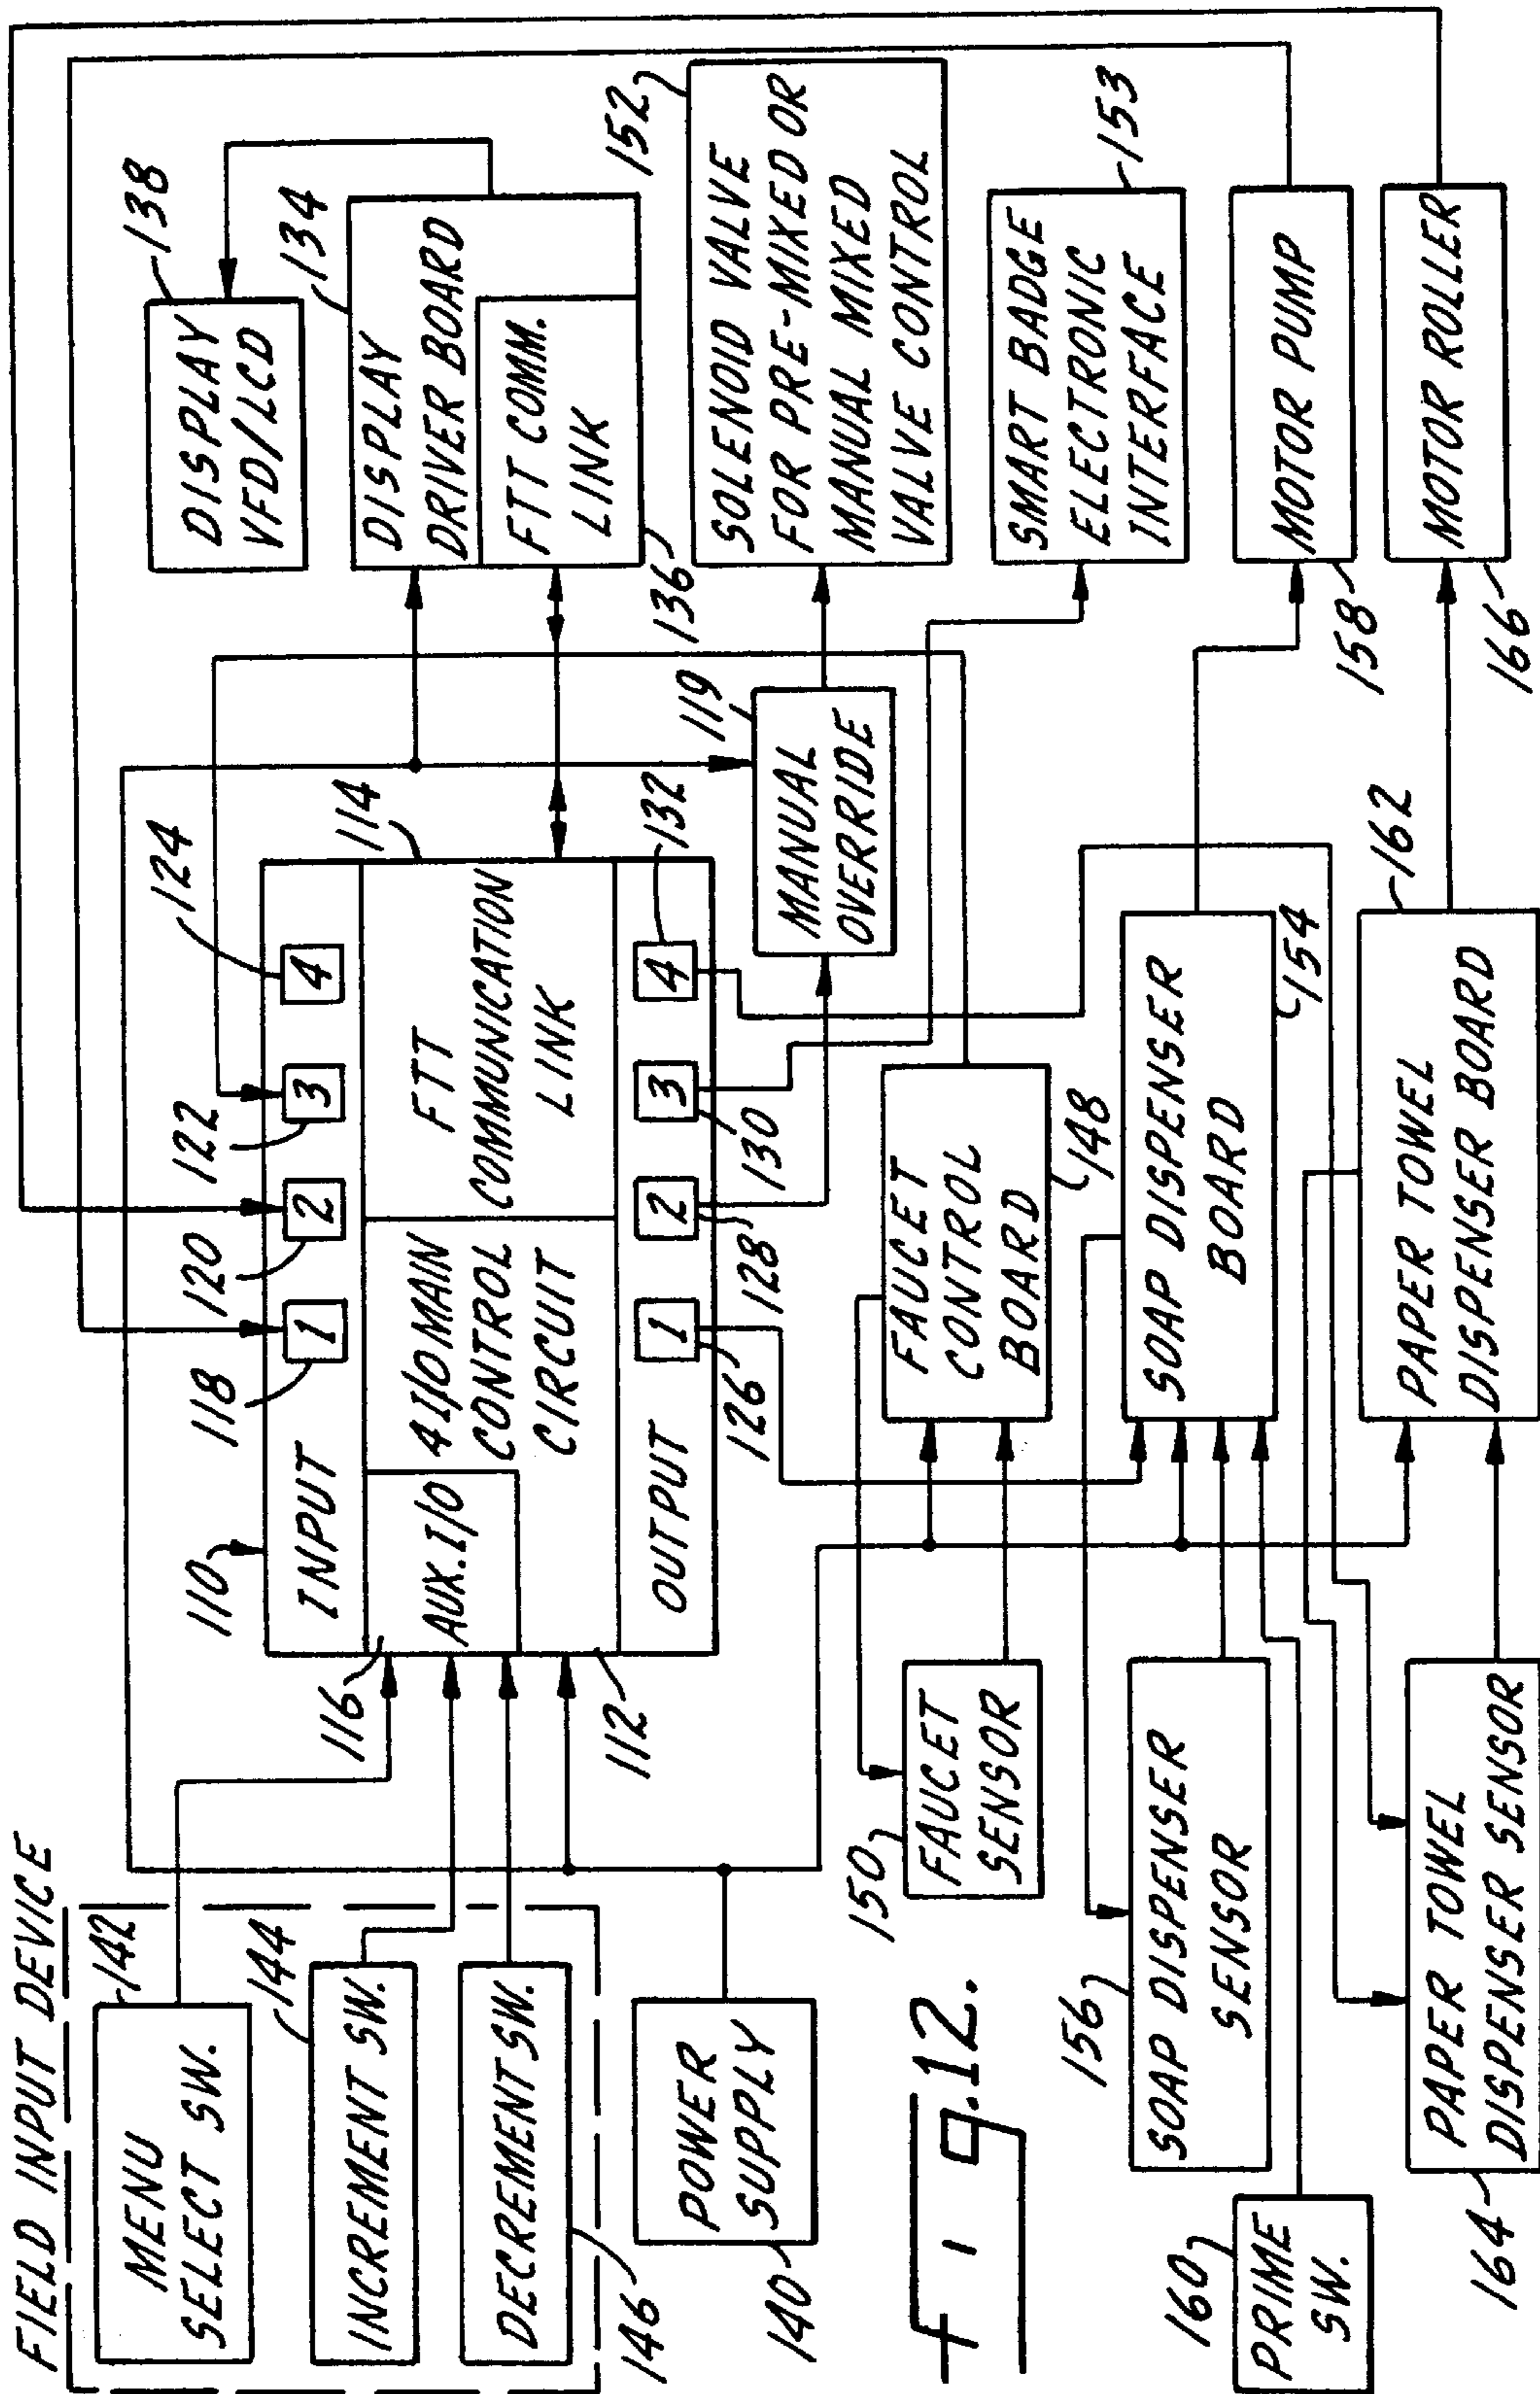 FIELD INPUT DEVICE
MENU
SELECT SW.
142
INCREMENT SW.
144
DECREMENT SW.
146
POWER
SUPPLY
140
110
INPUT
118
1
120
2
122
3
124
4
116
AUX. I/O
4 I/O MAIN
CONTROL
CIRCUIT
112
FTT
COMMUNICATION
LINK
114
OUTPUT
1
126
2
128
3
130
4
132
MANUAL
OVERRIDE
119
DISPLAY
VFD/LCD
138
DISPLAY
DRIVER BOARD
134
FTT COMM.
LINK
136
SOLENOID VALVE
FOR PRE-MIXED OR
MANUAL MIXED
VALVE CONTROL
152
SMART BADGE
ELECTRONIC
INTERFACE
153
MOTOR PUMP
158
MOTOR ROLLER
166
FAUCET
CONTROL
BOARD
148
FAUCET
SENSOR
150
SOAP DISPENSER
BOARD
154
SOAP DISPENSER
SENSOR
156
PAPER TOWEL
DISPENSER BOARD
162
PAPER TOWEL
DISPENSER SENSOR
164
PRIME
SW.
160
Fig.12.